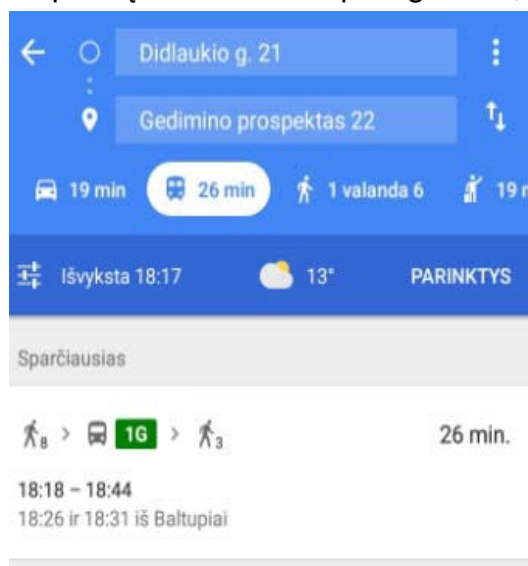 Didlaukio g. 21
Gedimino prospektas 22
19 min 26 min 1 valanda 6 19
Išvyksta 18:17 13° PARINKTYS
Sparčiausias
8 > 1G > 3 26 min.
18:18 – 18:44
18:26 ir 18:31 iš Baltupiai